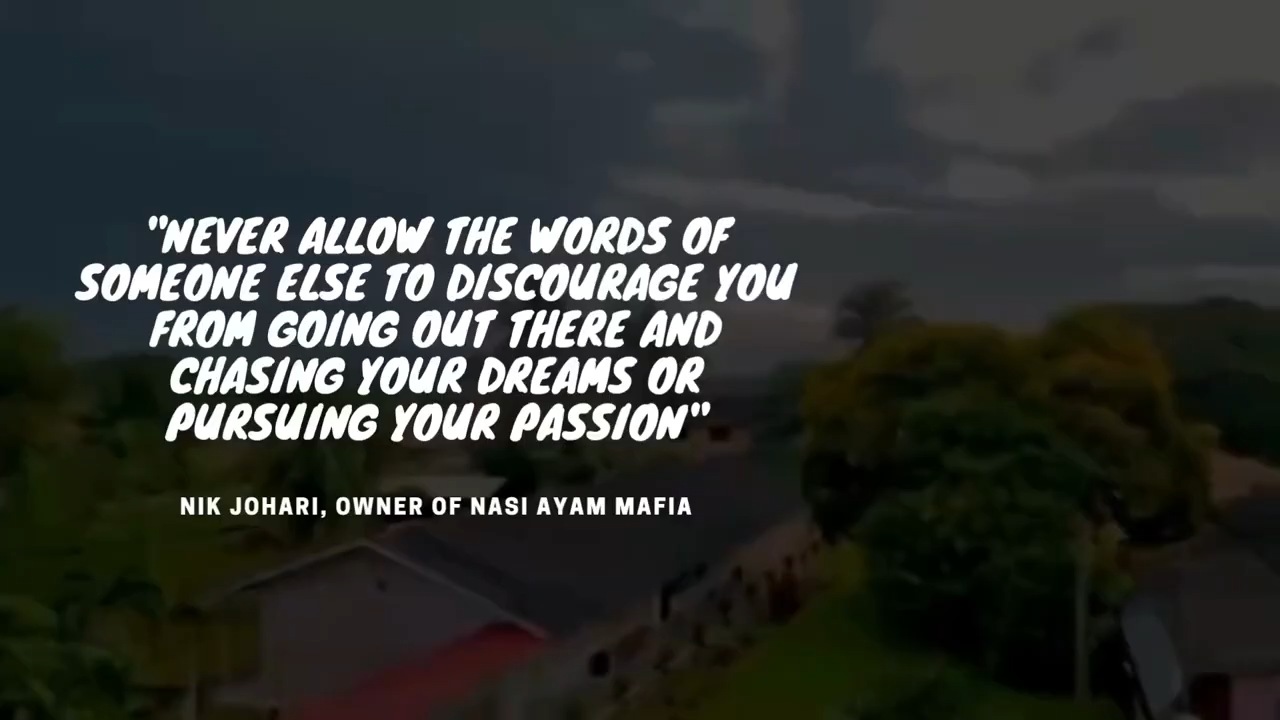 "NEVER ALLOW THE WORDS OF
SOMEONE ELSE TO DISCOURAGE YOU
FROM GOING OUT THERE AND
CHASING YOUR DREAMS OR
PURSUING YOUR PASSION"
NIK JOHARI, OWNER OF NASI AYAM MAFIA